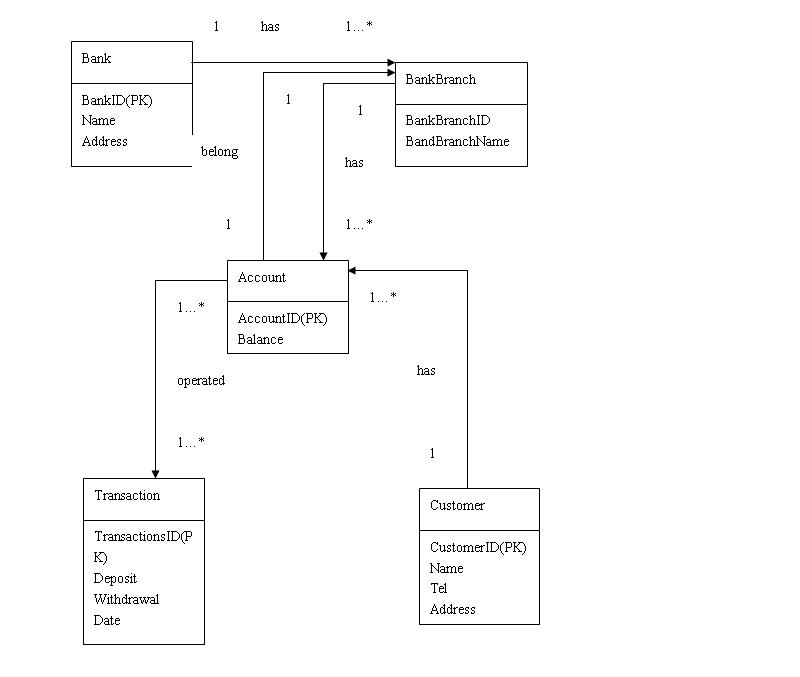 1 has 1...*
Bank
BankID(PK)
Name
Address
BankBranch
BankBranchID
BandBranchName
1
1
belong
has
1
1...*
Account
AccountID(PK)
Balance
1...*
1...*
operated
has
1...*
1
Transaction
TransactionsID(P
K)
Deposit
Withdrawal
Date
Customer
CustomerID(PK)
Name
Tel
Address